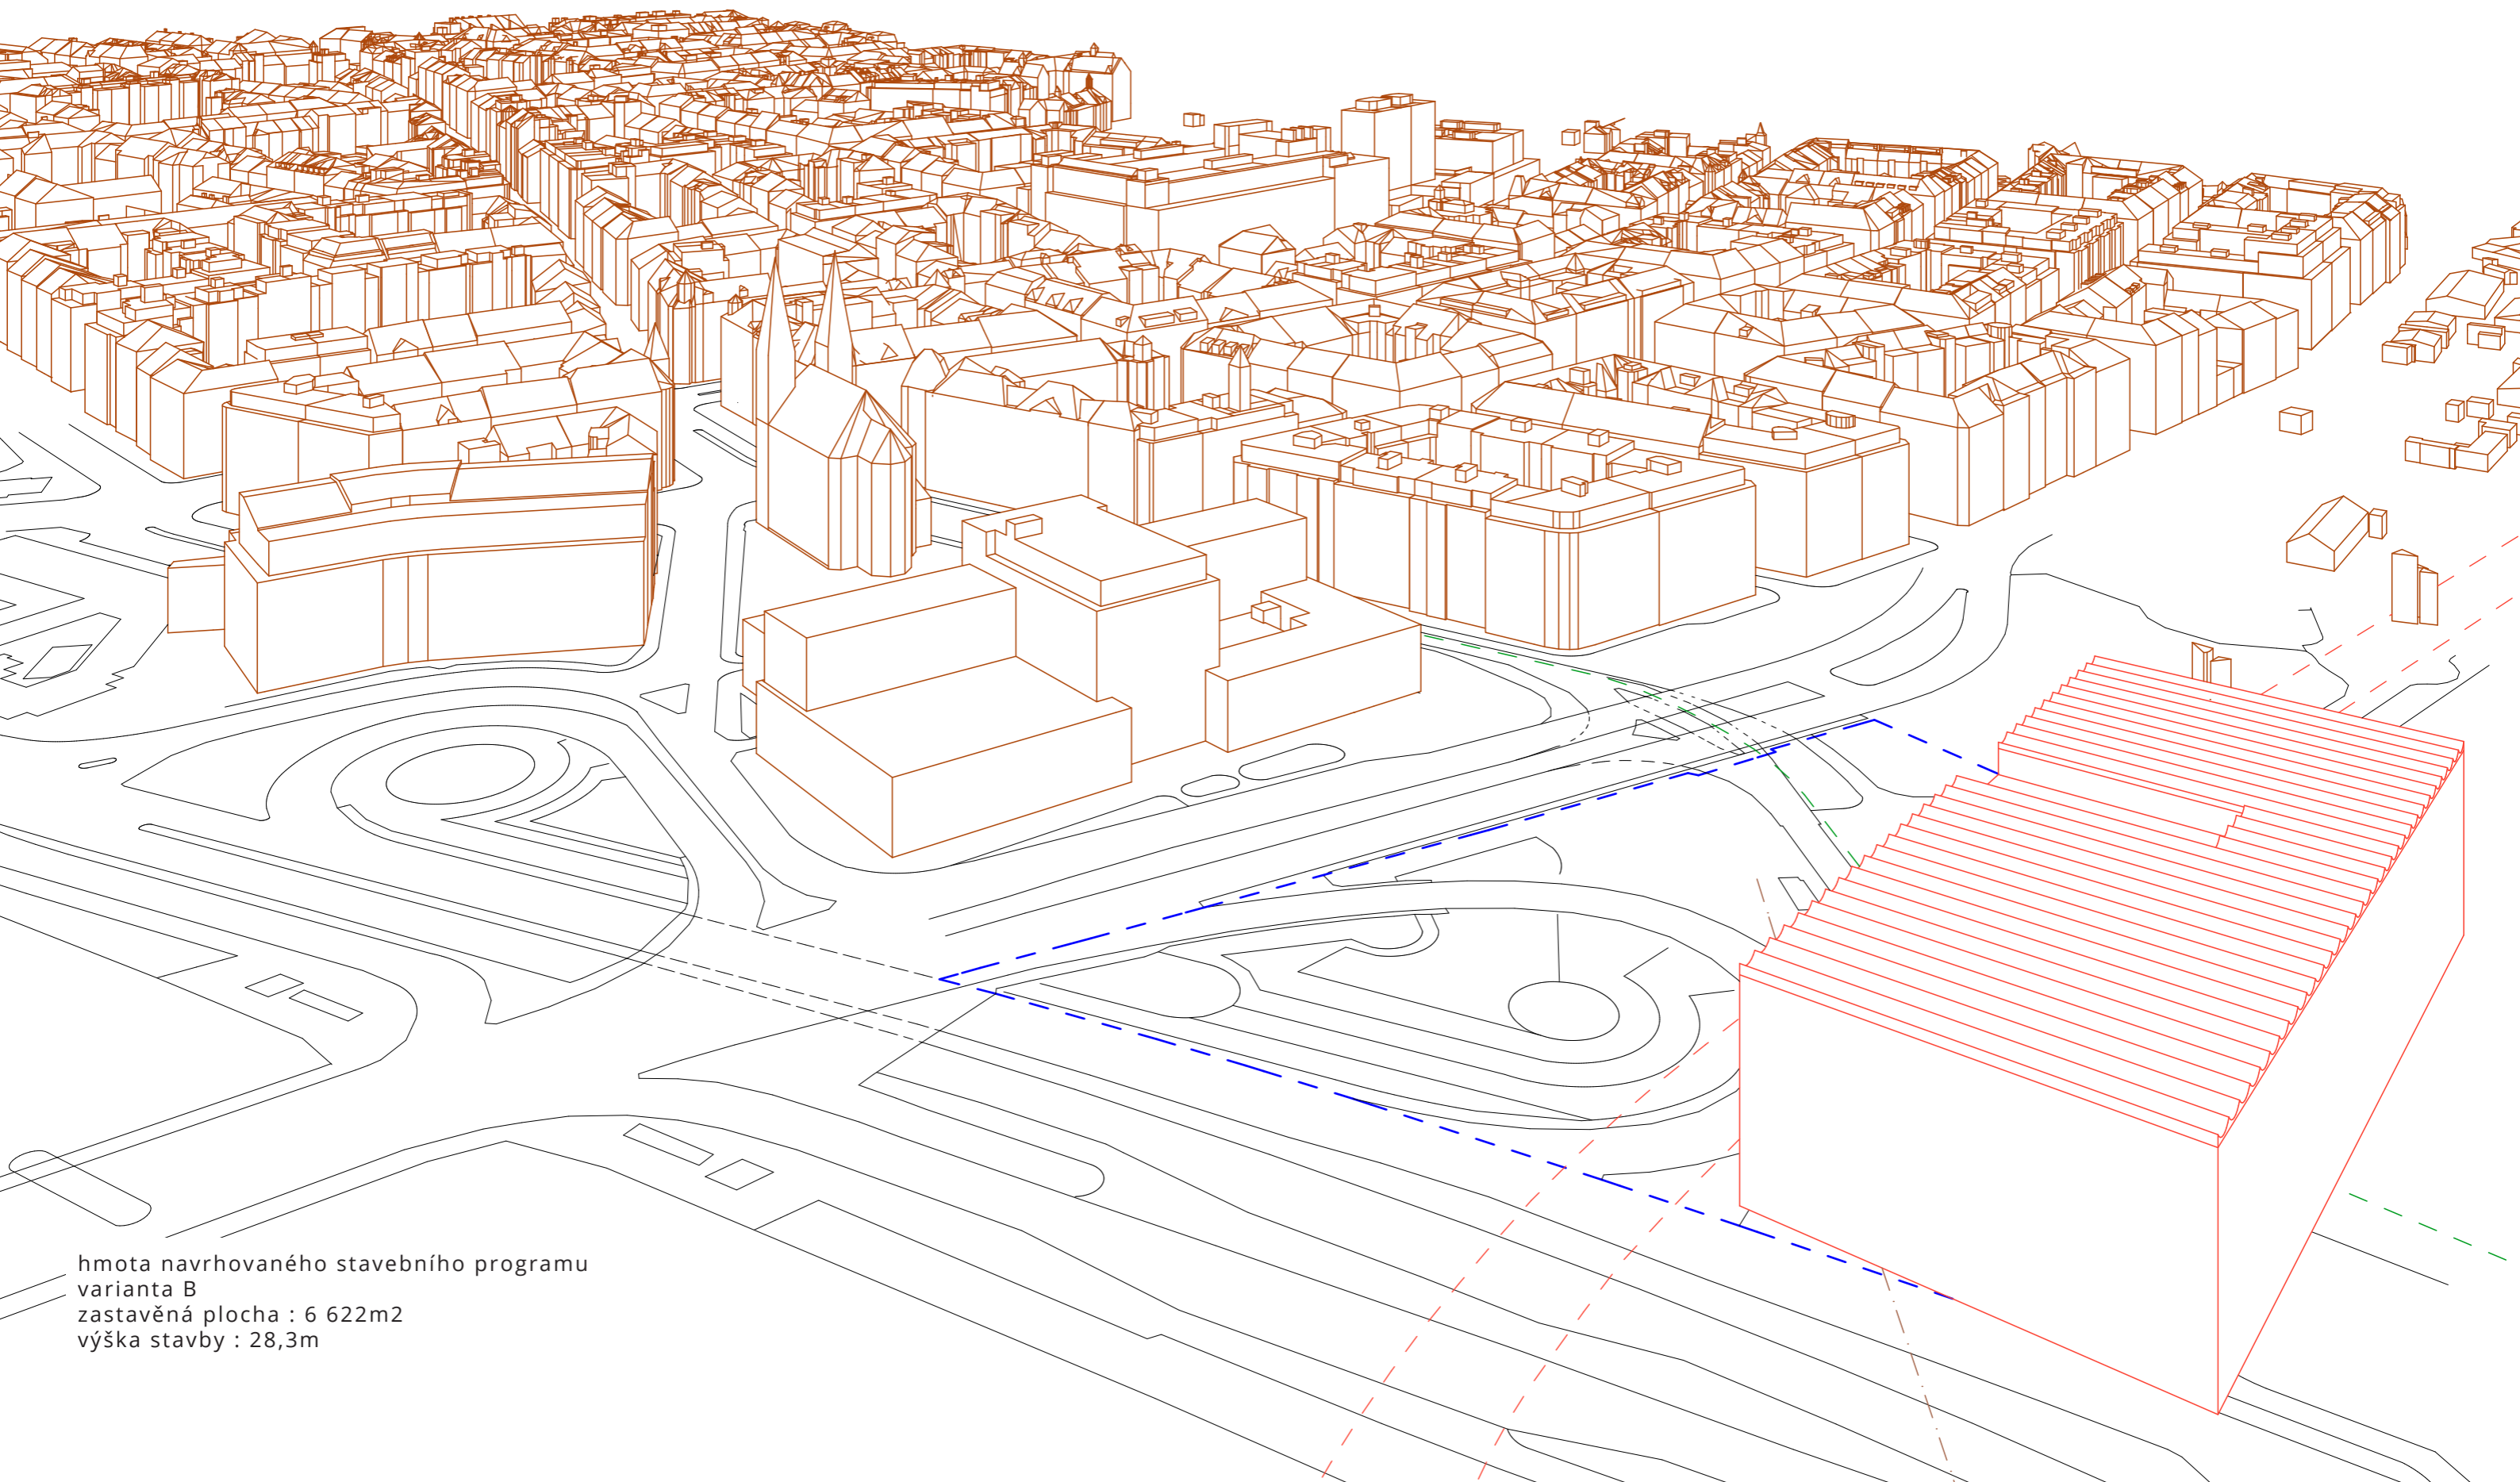 hmota navrhovaného stavebního programu
varianta B
zastavěná plocha : 6 622m2
výška stavby : 28,3m